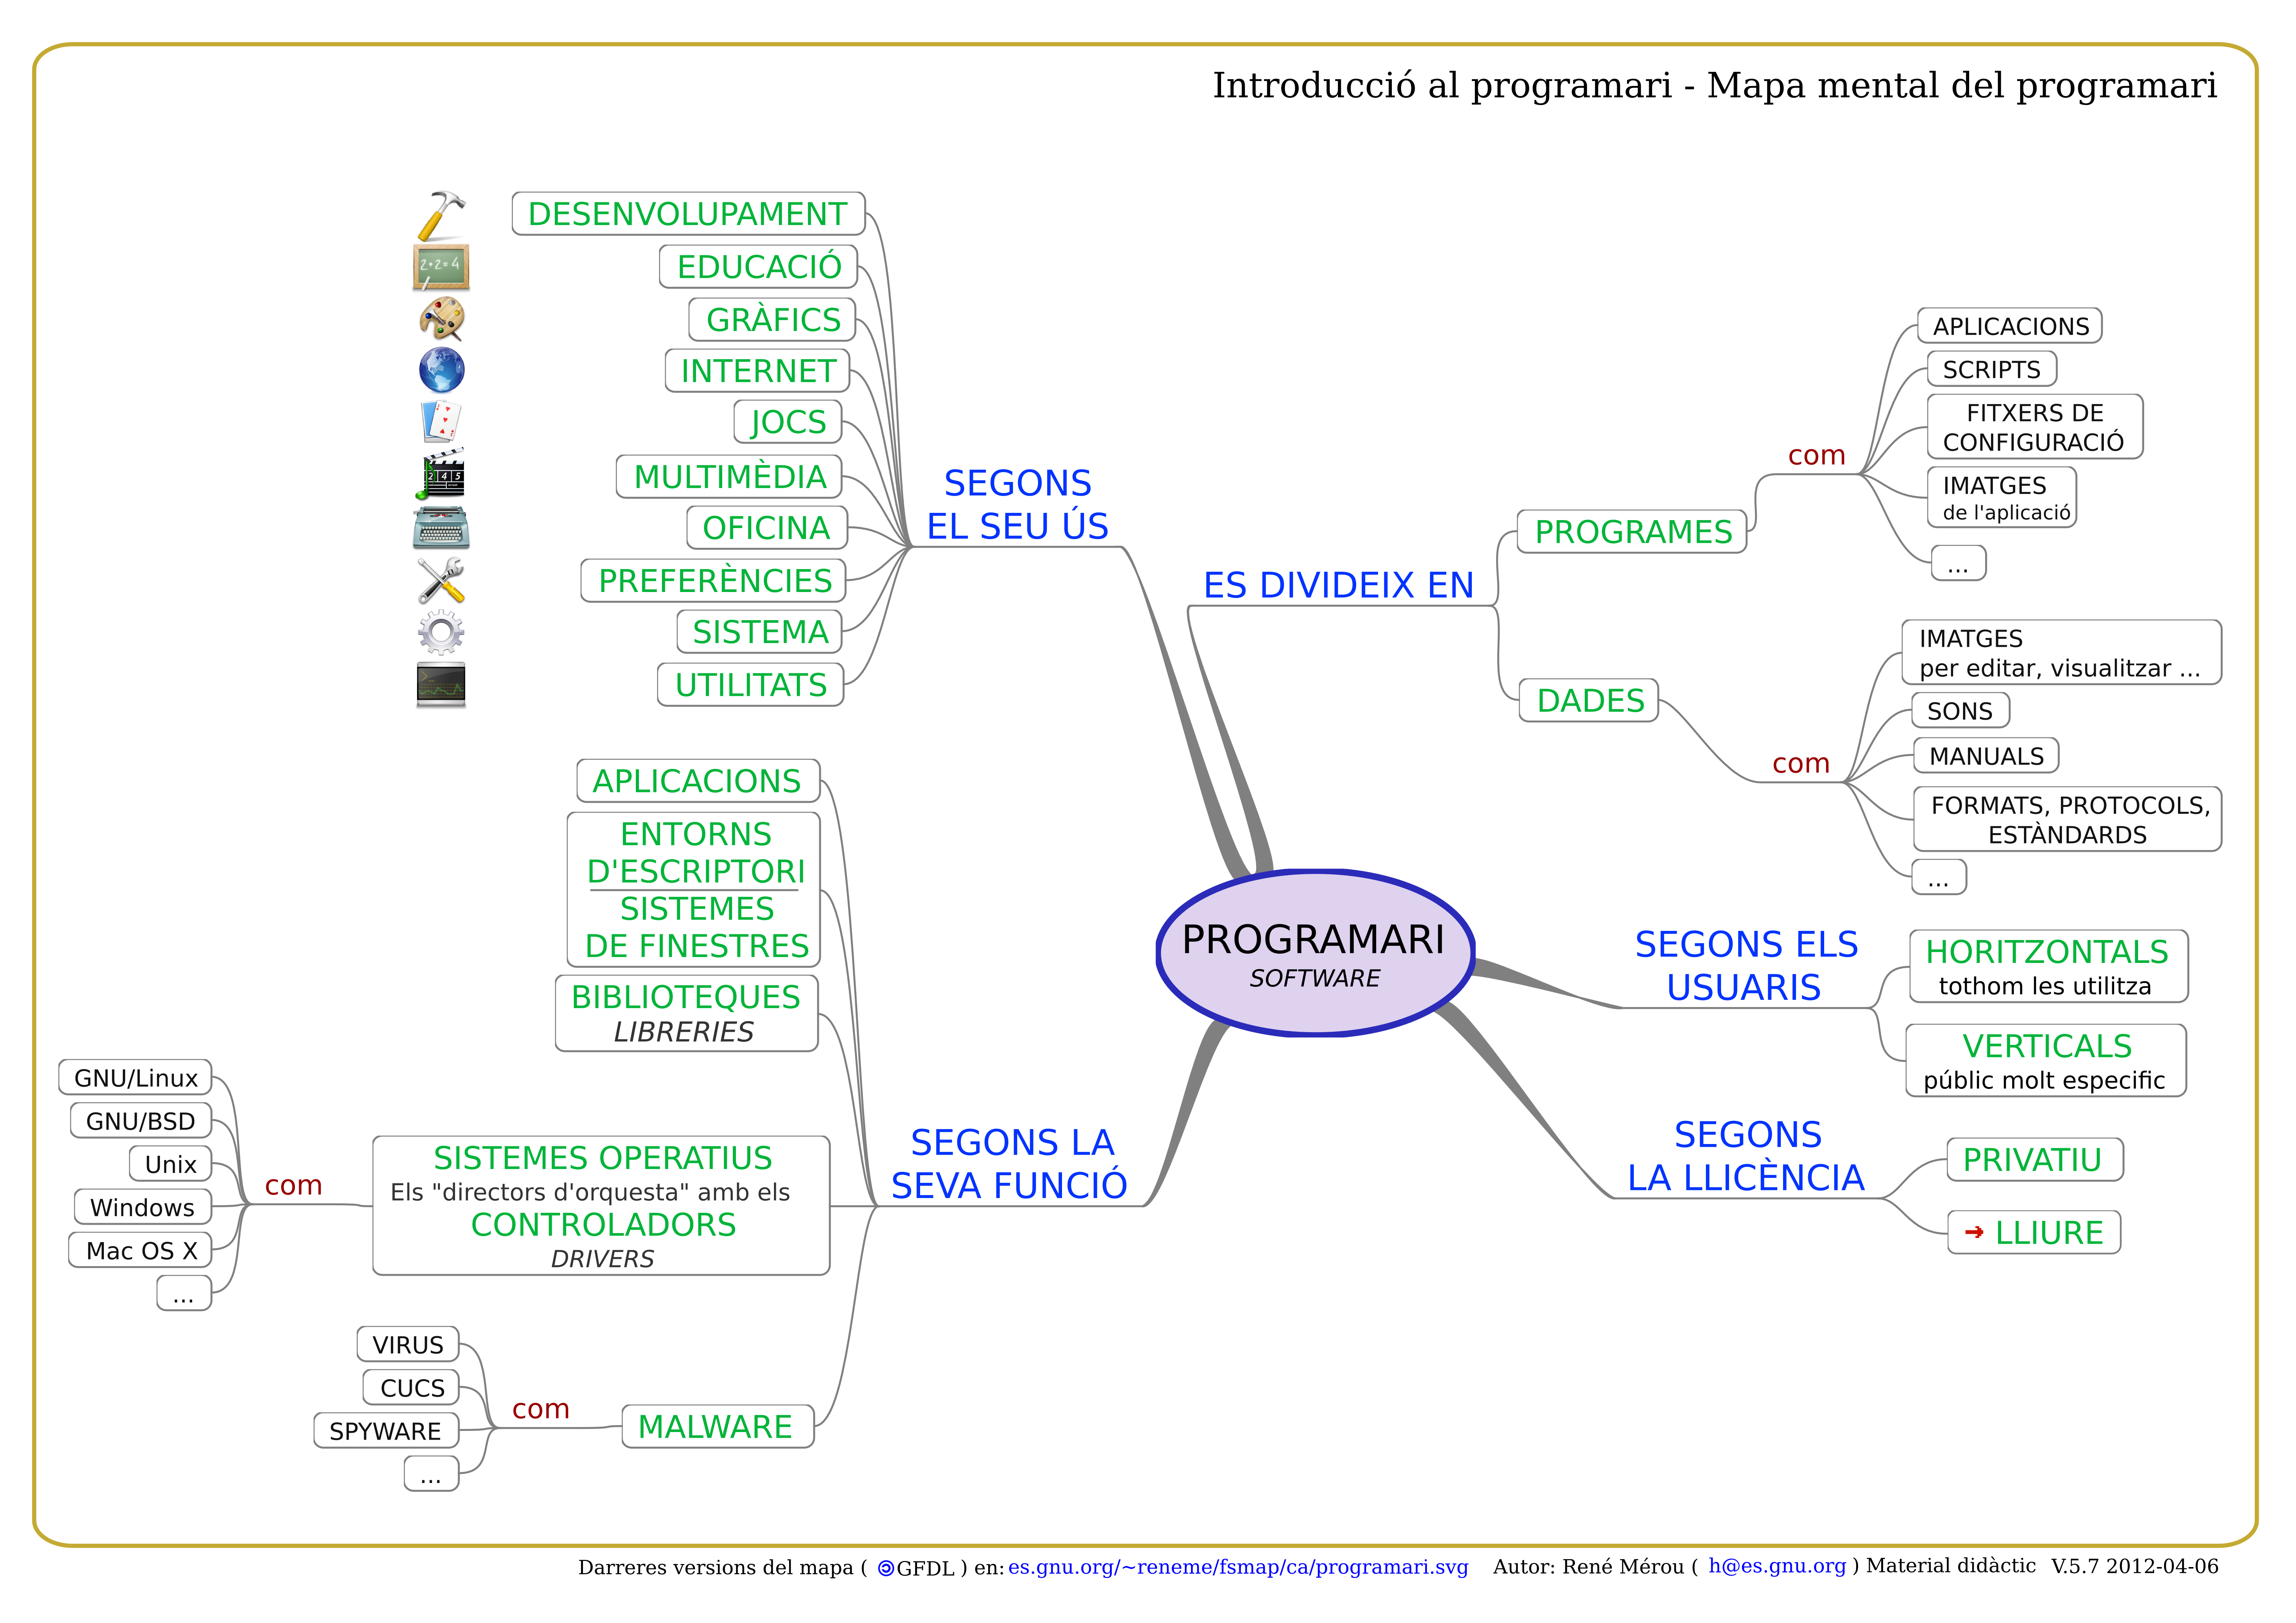 Introducció al programari - Mapa mental del programari
DESENVOLUPAMENT
EDUCACIÓ
2+2=4
GRÀFICS
INTERNET
JOCS
MULTIMÈDIA
2 4 5
OFICINA
PREFERÈNCIES
SISTEMA
UTILITATS
SEGONS
EL SEU ÚS
ES DIVIDEIX EN
PROGRAMES
com
APLICACIONS
SCRIPTS
FITXERS DE
CONFIGURACIÓ
IMATGES
de l'aplicació
...
DADES
com
IMATGES
per editar, visualitzar ...
SONS
MANUALS
FORMATS, PROTOCOLS,
ESTÀNDARDS
...
PROGRAMARI
SOFTWARE
SEGONS ELS
USUARIS
HORITZONTALS
tothom les utilitza
VERTICALS
públic molt especific
SEGONS
LA LLICÈNCIA
PRIVATIU
→ LLIURE
APLICACIONS
ENTORNS
D'ESCRIPTORI
SISTEMES
DE FINESTRES
BIBLIOTEQUES
LIBRERIES
SEGONS LA
SEVA FUNCIÓ
SISTEMES OPERATIUS
Els "directors d'orquesta" amb els
CONTROLADORS
DRIVERS
com
GNU/Linux
GNU/BSD
Unix
Windows
Mac OS X
...
MALWARE
com
VIRUS
CUCS
SPYWARE
...
Darreres versions del mapa ( GFDL ) en: es.gnu.org/~reneme/fsmap/ca/programari.svg Autor: René Mérou ( h@es.gnu.org ) Material didàctic V.5.7 2012-04-06